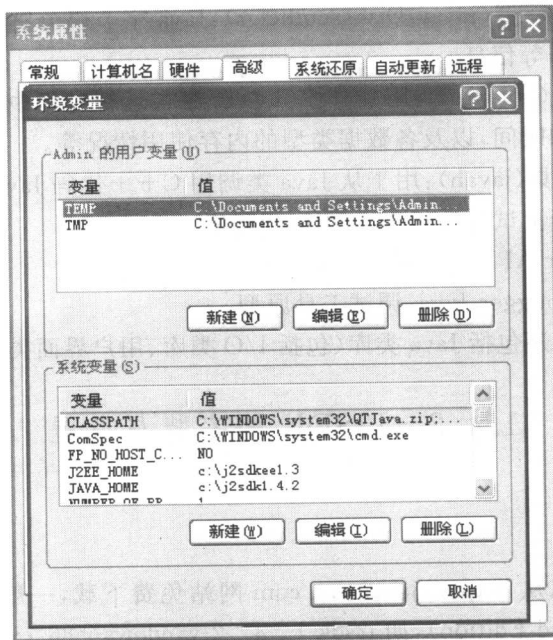 系统属性
常规 计算机名 硬件 高级 系统还原 自动更新 远程
环境变量
Admin 的用户变量(U)
变量 值
TEMP C:\Documents and Settings\Admin...
TMP C:\Documents and Settings\Admin...
新建(N) 编辑(E) 删除(D)
系统变量(S)
变量 值
CLASSPATH C:\WINDOWS\system32\QTJava.zip;...
ComSpec C:\WINDOWS\system32\cmd.exe
FP_NO_HOST_C... NO
J2EE_HOME c:\j2sdkee1.3
JAVA_HOME c:\j2sdk1.4.2
新建(W) 编辑(I) 删除(L)
确定 取消